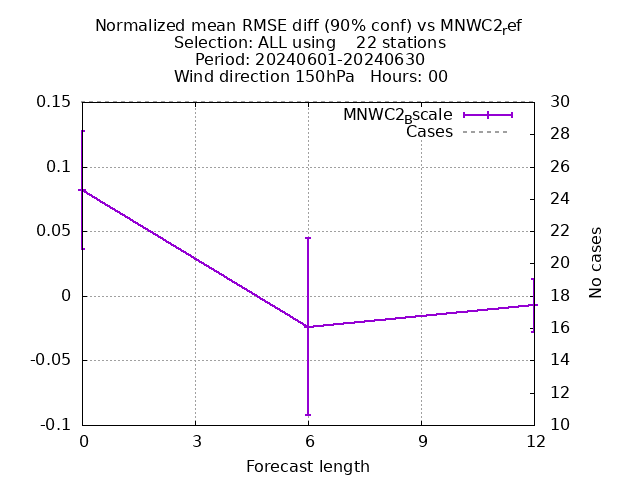 Normalized mean RMSE diff (90% conf) vs MNWC2ref
Selection: ALL using 22 stations
Period: 20240601-20240630
Wind direction 150hPa Hours: 00
0.15
0.1
0.05
0
-0.05
-0.1
30
28
26
24
22
20
18
16
14
12
10
MNWC2Bscale
Cases
No cases
0
3
6
9
12
Forecast length